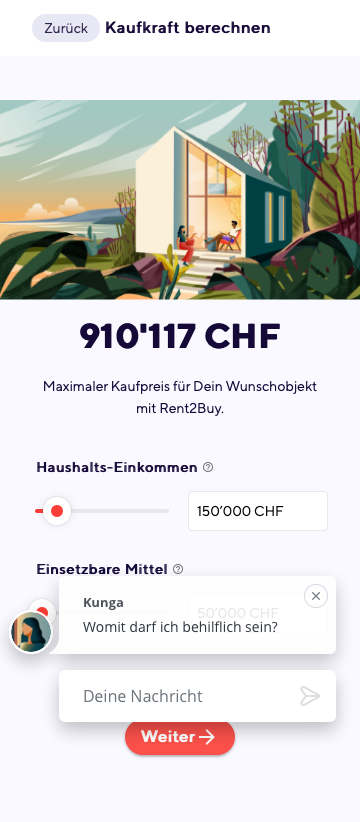 Zurück Kaufkraft berechnen
910'117 CHF
Maximaler Kaufpreis für Dein Wunschobjekt
mit Rent2Buy.
Haushalts-Einkommen
150’000 CHF
Einsetzbare Mittel
50’000 CHF
Kunga
Womit darf ich behilflich sein?
Deine Nachricht
Weiter